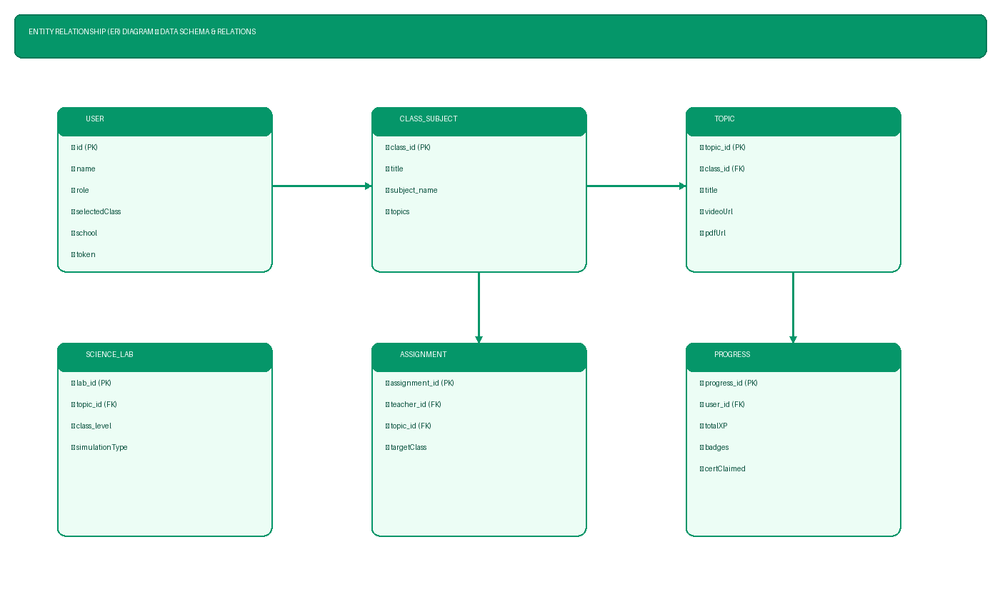 ENTITY RELATIONSHIP (ER) DIAGRAM DATA SCHEMA & RELATIONS
USER
id (PK)
name
role
selectedClass
school
token
CLASS_SUBJECT
class_id (PK)
title
subject_name
topics
TOPIC
topic_id (PK)
class_id (FK)
title
videoUrl
pdfUrl
SCIENCE_LAB
lab_id (PK)
topic_id (FK)
class_level
simulationType
ASSIGNMENT
assignment_id (PK)
teacher_id (FK)
topic_id (FK)
targetClass
PROGRESS
progress_id (PK)
user_id (FK)
totalXP
badges
certClaimed